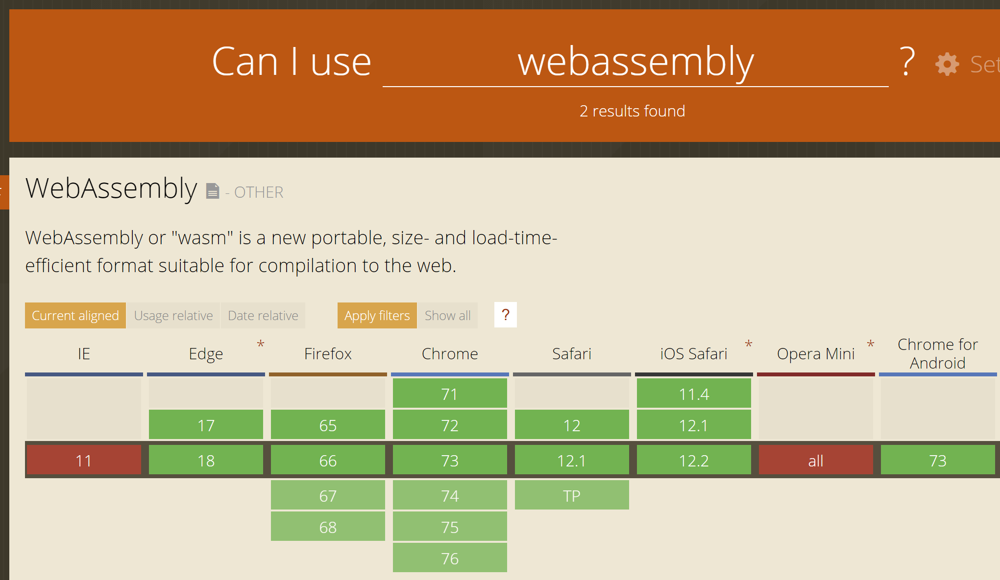 Can I use webassembly ?
2 results found
WebAssembly - OTHER
WebAssembly or "wasm" is a new portable, size- and load-time-
efficient format suitable for compilation to the web.
Current aligned Usage relative Date relative Apply filters Show all ?
IE Edge * Firefox Chrome Safari iOS Safari * Opera Mini * Chrome for
Android
71 11.4
17 65 72 12 12.1
11 18 66 73 12.1 12.2 all 73
67 74 TP
68 75
76